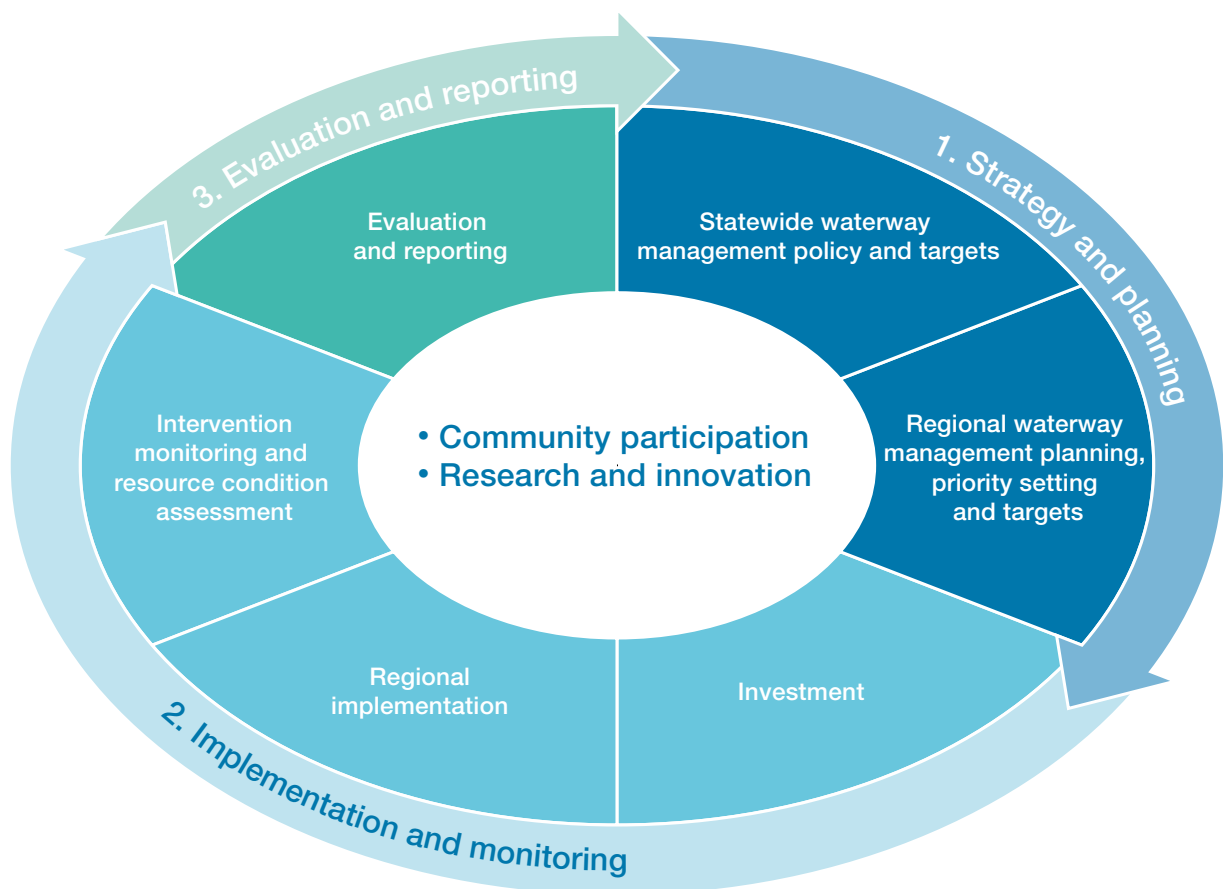 3. Evaluation and reporting
1. Strategy and planning
Evaluation
and reporting
Statewide waterway
management policy and targets
Intervention
monitoring and
resource condition
assessment
• Community participation
• Research and innovation
Regional waterway
management planning,
priority setting
and targets
Regional
implementation
Investment
2. Implementation and monitoring